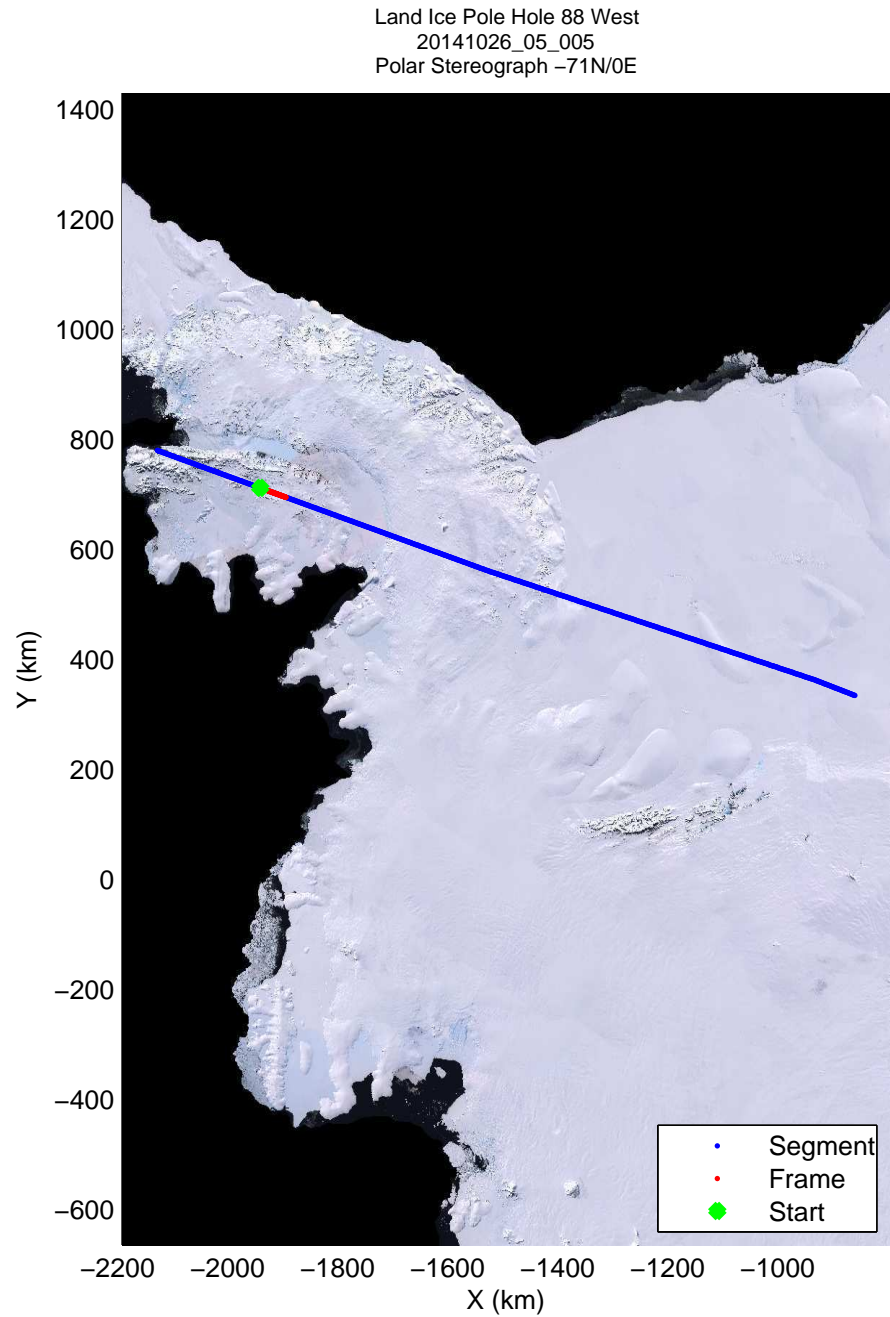 Land Ice Pole Hole 88 West
20141026_05_005
Polar Stereograph −71N/0E
1400
1200
1000
800
600
400
200
0
−200
−400
−600
Y (km)
−2200 −2000 −1800 −1600 −1400 −1200 −1000
X (km)
Segment
Frame
Start